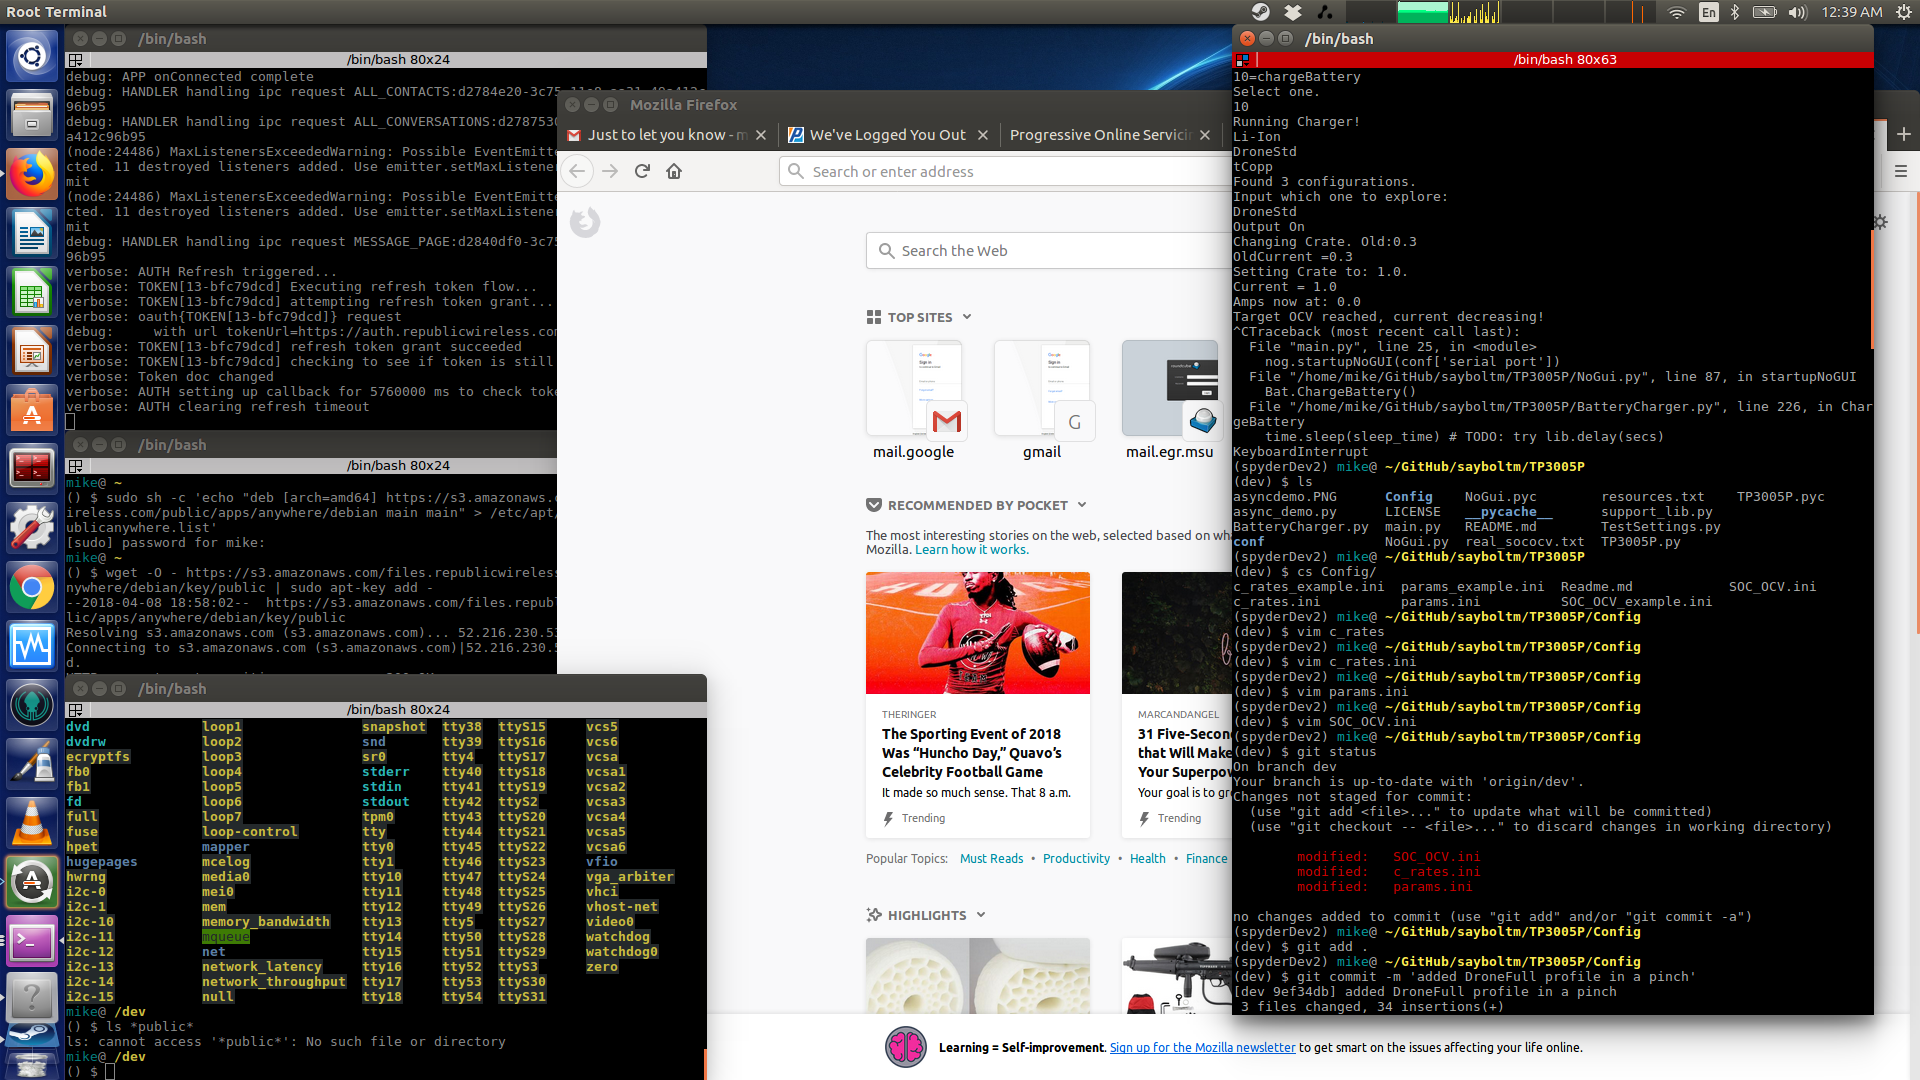 Root Terminal
En
12:39 AM
/bin/bash
/bin/bash 80x24
debug: APP onConnected complete
debug: HANDLER handling ipc request ALL_CONTACTS:d2784e20-3c75
96b95
debug: HANDLER handling ipc request ALL_CONVERSATIONS:d278753
a412c96b95
(node:24486) MaxListenersExceededWarning: Possible EventEmitte
cted. 11 destroyed listeners added. Use emitter.setMaxListener
mit
(node:24486) MaxListenersExceededWarning: Possible EventEmitte
cted. 11 destroyed listeners added. Use emitter.setMaxListener
mit
debug: HANDLER handling ipc request MESSAGE_PAGE:d2840df0-3c75
96b95
verbose: AUTH Refresh triggered...
verbose: TOKEN[13-bfc79dcd] Executing refresh token flow...
verbose: TOKEN[13-bfc79dcd] attempting refresh token grant...
verbose: oauth{TOKEN[13-bfc79dcd]} request
debug:     with url tokenUrl=https://auth.republicwireless.com
verbose: TOKEN[13-bfc79dcd] refresh token grant succeeded
verbose: TOKEN[13-bfc79dcd] checking to see if token is still
verbose: Token doc changed
verbose: AUTH setting up callback for 5760000 ms to check toke
verbose: AUTH clearing refresh timeout
/bin/bash
/bin/bash 80x24
mike@ ~
() $ sudo sh -c 'echo "deb [arch=amd64] https://s3.amazonaws.c
ireless.com/public/apps/anywhere/debian main main" > /etc/apt/
ublicanywhere.list'
[sudo] password for mike:
mike@ ~
() $ wget -O - https://s3.amazonaws.com/files.republicwireless
nywhere/debian/key/public | sudo apt-key add -
--2018-04-08 18:58:02--  https://s3.amazonaws.com/files.republ
lic/apps/anywhere/debian/key/public
Resolving s3.amazonaws.com (s3.amazonaws.com)... 52.216.230.5
Connecting to s3.amazonaws.com (s3.amazonaws.com)|52.216.230.5
d.
/bin/bash
/bin/bash 80x24
dvd loop1 snapshot tty38 ttyS15 vcs5
dvdrw loop2 snd tty39 ttyS16 vcs6
ecryptfs loop3 sr0 tty4 ttyS17 vcsa
fb0 loop4 stderr tty40 ttyS18 vcsa1
fb1 loop5 stdin tty41 ttyS19 vcsa2
fd loop6 stdout tty42 ttyS2 vcsa3
full loop7 tpm0 tty43 ttyS20 vcsa4
fuse loop-control tty tty44 ttyS21 vcsa5
hpet mapper tty0 tty45 ttyS22 vcsa6
hugepages mcelog tty1 tty46 ttyS23 vfio
hwrng media0 tty10 tty47 ttyS24 vga_arbiter
i2c-0 mei0 tty11 tty48 ttyS25 vhci
i2c-1 mem tty12 tty49 ttyS26 vhost-net
i2c-10 memory_bandwidth tty13 tty5 ttyS27 video0
i2c-11 mqueue tty14 tty50 ttyS28 watchdog
i2c-12 net tty15 tty51 ttyS29 watchdog0
i2c-13 network_latency tty16 tty52 ttyS3 zero
i2c-14 network_throughput tty17 tty53 ttyS30
i2c-15 null tty18 tty54 ttyS31
mike@ /dev
() $ ls *public*
ls: cannot access '*public*': No such file or directory
mike@ /dev
() $
Mozilla Firefox
Just to let you know - m
We've Logged You Out
Progressive Online Servicin
Search or enter address
Search the Web
TOP SITES
Google
Sign in
Google
Sign in
G
mail.google gmail mail.egr.msu
RECOMMENDED BY POCKET
The most interesting stories on the web, selected based on wha
Mozilla. Learn how it works.
THERINGER
The Sporting Event of 2018
Was “Huncho Day,” Quavo’s
Celebrity Football Game
It made so much sense. That 8 a.m.
Trending
MARCANDANGEL
31 Five-Secon
that Will Make
Your Superpow
Your goal is to gr
Trending
Popular Topics: Must Reads • Productivity • Health • Finance
HIGHLIGHTS
Learning = Self-improvement. Sign up for the Mozilla newsletter to get smart on the issues affecting your life online.
/bin/bash
/bin/bash 80x63
10=chargeBattery
Select one.
10
Running Charger!
Li-Ion
DroneStd
tCopp
Found 3 configurations.
Input which one to explore:
DroneStd
Output On
Changing Crate. Old:0.3
OldCurrent =0.3
Setting Crate to: 1.0.
Current = 1.0
Amps now at: 0.0
Target OCV reached, current decreasing!
^CTraceback (most recent call last):
  File "main.py", line 25, in <module>
    nog.startupNoGUI(conf['serial port'])
  File "/home/mike/GitHub/sayboltm/TP3005P/NoGui.py", line 87, in startupNoGUI
    Bat.ChargeBattery()
  File "/home/mike/GitHub/sayboltm/TP3005P/BatteryCharger.py", line 226, in Char
geBattery
    time.sleep(sleep_time) # TODO: try lib.delay(secs)
KeyboardInterrupt
(spyderDev2) mike@ ~/GitHub/sayboltm/TP3005P
(dev) $ ls
asyncdemo.PNG Config NoGui.pyc resources.txt TP3005P.pyc
async_demo.py LICENSE __pycache__ support_lib.py
BatteryCharger.py main.py README.md TestSettings.py
conf NoGui.py real_sococv.txt TP3005P.py
(spyderDev2) mike@ ~/GitHub/sayboltm/TP3005P
(dev) $ cs Config/
c_rates_example.ini params_example.ini Readme.md SOC_OCV.ini
c_rates.ini params.ini SOC_OCV_example.ini
(spyderDev2) mike@ ~/GitHub/sayboltm/TP3005P/Config
(dev) $ vim c_rates
(spyderDev2) mike@ ~/GitHub/sayboltm/TP3005P/Config
(dev) $ vim c_rates.ini
(spyderDev2) mike@ ~/GitHub/sayboltm/TP3005P/Config
(dev) $ vim params.ini
(spyderDev2) mike@ ~/GitHub/sayboltm/TP3005P/Config
(dev) $ vim SOC_OCV.ini
(spyderDev2) mike@ ~/GitHub/sayboltm/TP3005P/Config
(dev) $ git status
On branch dev
Your branch is up-to-date with 'origin/dev'.
Changes not staged for commit:
  (use "git add <file>..." to update what will be committed)
  (use "git checkout -- <file>..." to discard changes in working directory)
modified:   SOC_OCV.ini
modified:   c_rates.ini
modified:   params.ini
no changes added to commit (use "git add" and/or "git commit -a")
(spyderDev2) mike@ ~/GitHub/sayboltm/TP3005P/Config
(dev) $ git add .
(spyderDev2) mike@ ~/GitHub/sayboltm/TP3005P/Config
(dev) $ git commit -m 'added DroneFull profile in a pinch'
[dev 9ef34db] added DroneFull profile in a pinch
 3 files changed, 34 insertions(+)